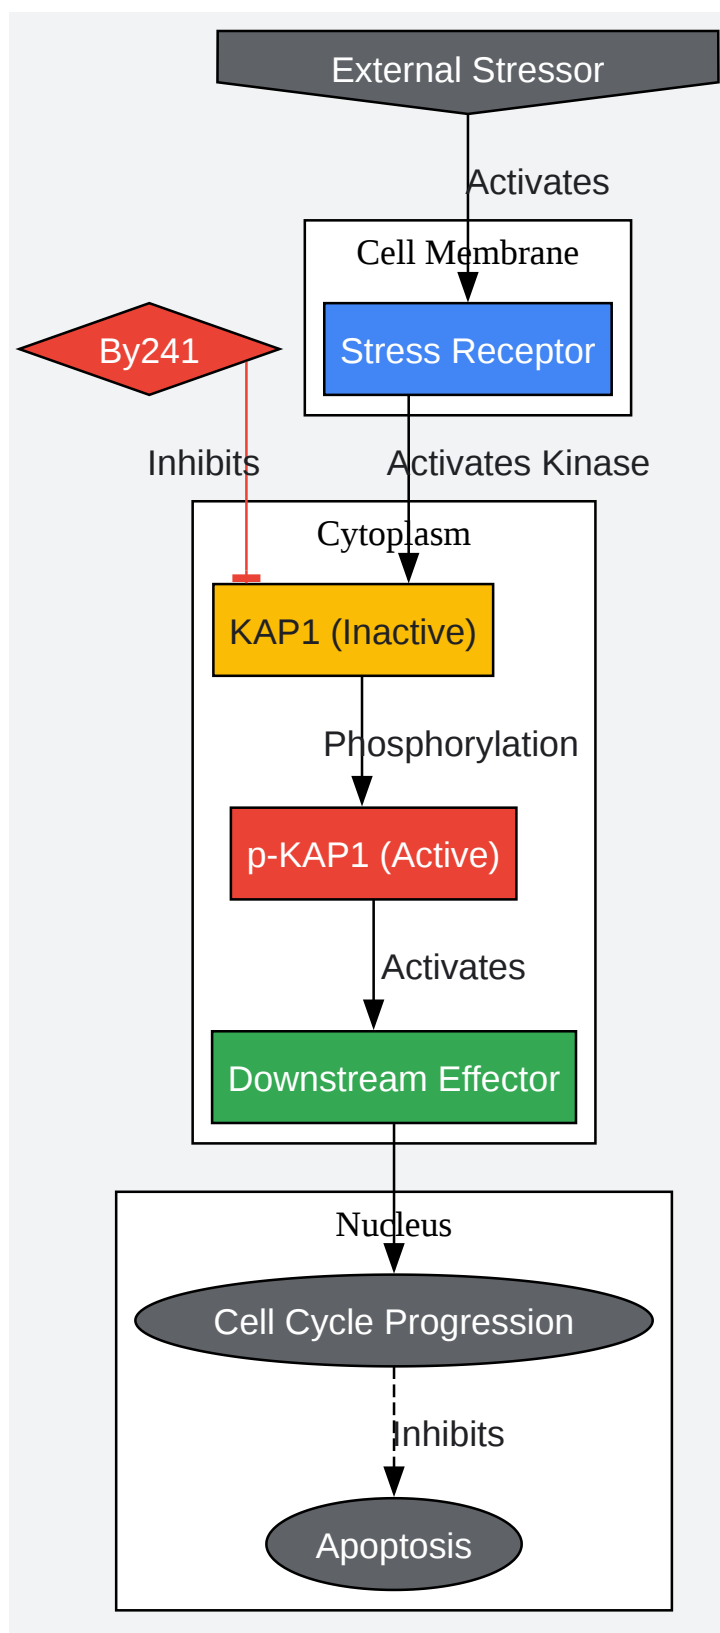 External Stressor
Activates
Cell Membrane
Stress Receptor
By241
Inhibits
Activates Kinase
Cytoplasm
KAP1 (Inactive)
Phosphorylation
p-KAP1 (Active)
Activates
Downstream Effector
Nucleus
Cell Cycle Progression
Inhibits
Apoptosis